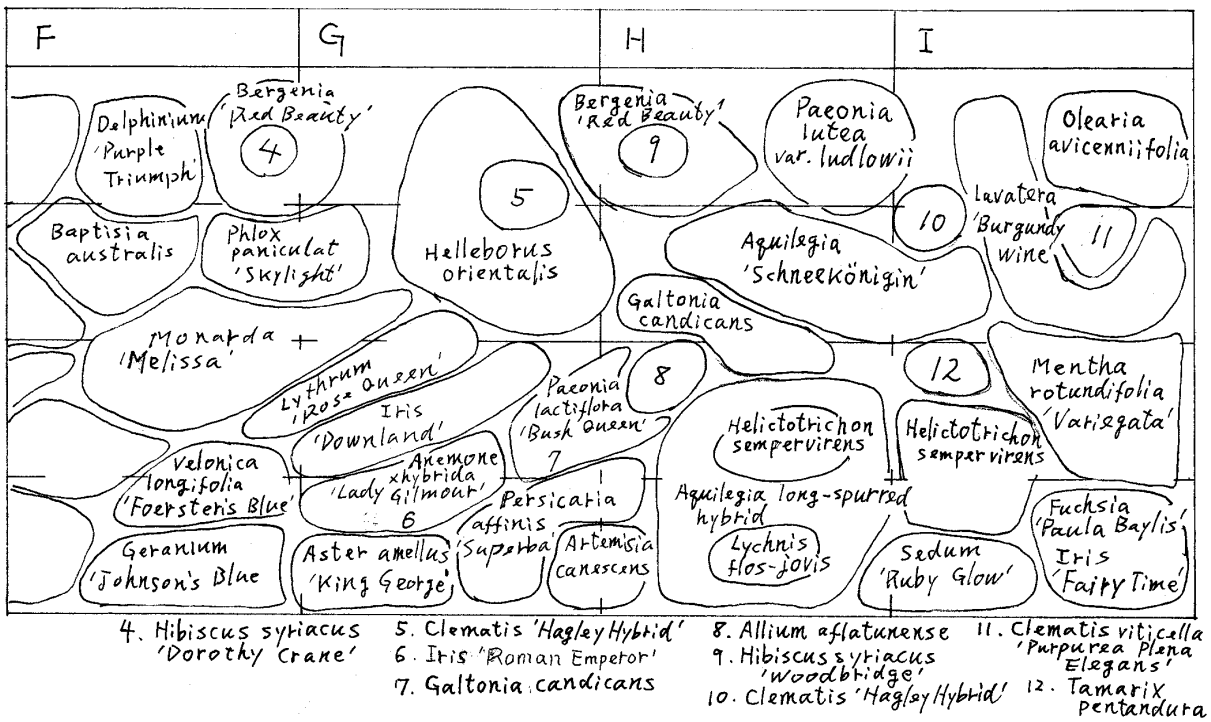 F
G
H
I
Delphinium
'Purple
Triumph'
Bergenia
'Red Beauty'
4
5
Bergenia
'Red Beauty'
9
Paeonia
lutea
var. ludlowii
10
Lavatera
'Burgundy
wine'
11
Olearia
avicenniifolia
Baptisia
australis
Phlox
paniculat
'Skylight'
Helleborus
orientalis
Aquilegia
'Schneekönigin'
Galtonia
candicans
Monarda
'Melissa'
Lythrum
'Rose Queen'
Iris
'Downland'
Paeonia
lactiflora
'Bush Queen'
7
8
12
Mentha
rotundifolia
'Variegata'
Helictotrichon
sempervirens
Helictotrichon
sempervirens
Velonica
longifolia
'Foerster's Blue'
Anemone
xhybrida
'Lady Gilmour'
6
Persicaria
affinis
'Superba'
Aquilegia long-spurred
hybrid
Fuchsia
'Paula Baylis'
Iris
'Fairy Time'
Geranium
'Johnson's Blue
Aster amellus
'King George'
Artemisia
canescens
Lychnis
flos-jovis
Sedum
'Ruby Glow'
4. Hibiscus syriacus
'Dorothy Crane'
5. Clematis 'Hagley Hybrid'
6. Iris 'Roman Emperor'
7. Galtonia candicans
8. Allium aflatunense
9. Hibiscus syriacus
'Woodbridge'
10. Clematis 'Hagley Hybrid'
11. Clematis viticella
'Purpurea Plena
Elegans'
12. Tamarix
pentandura